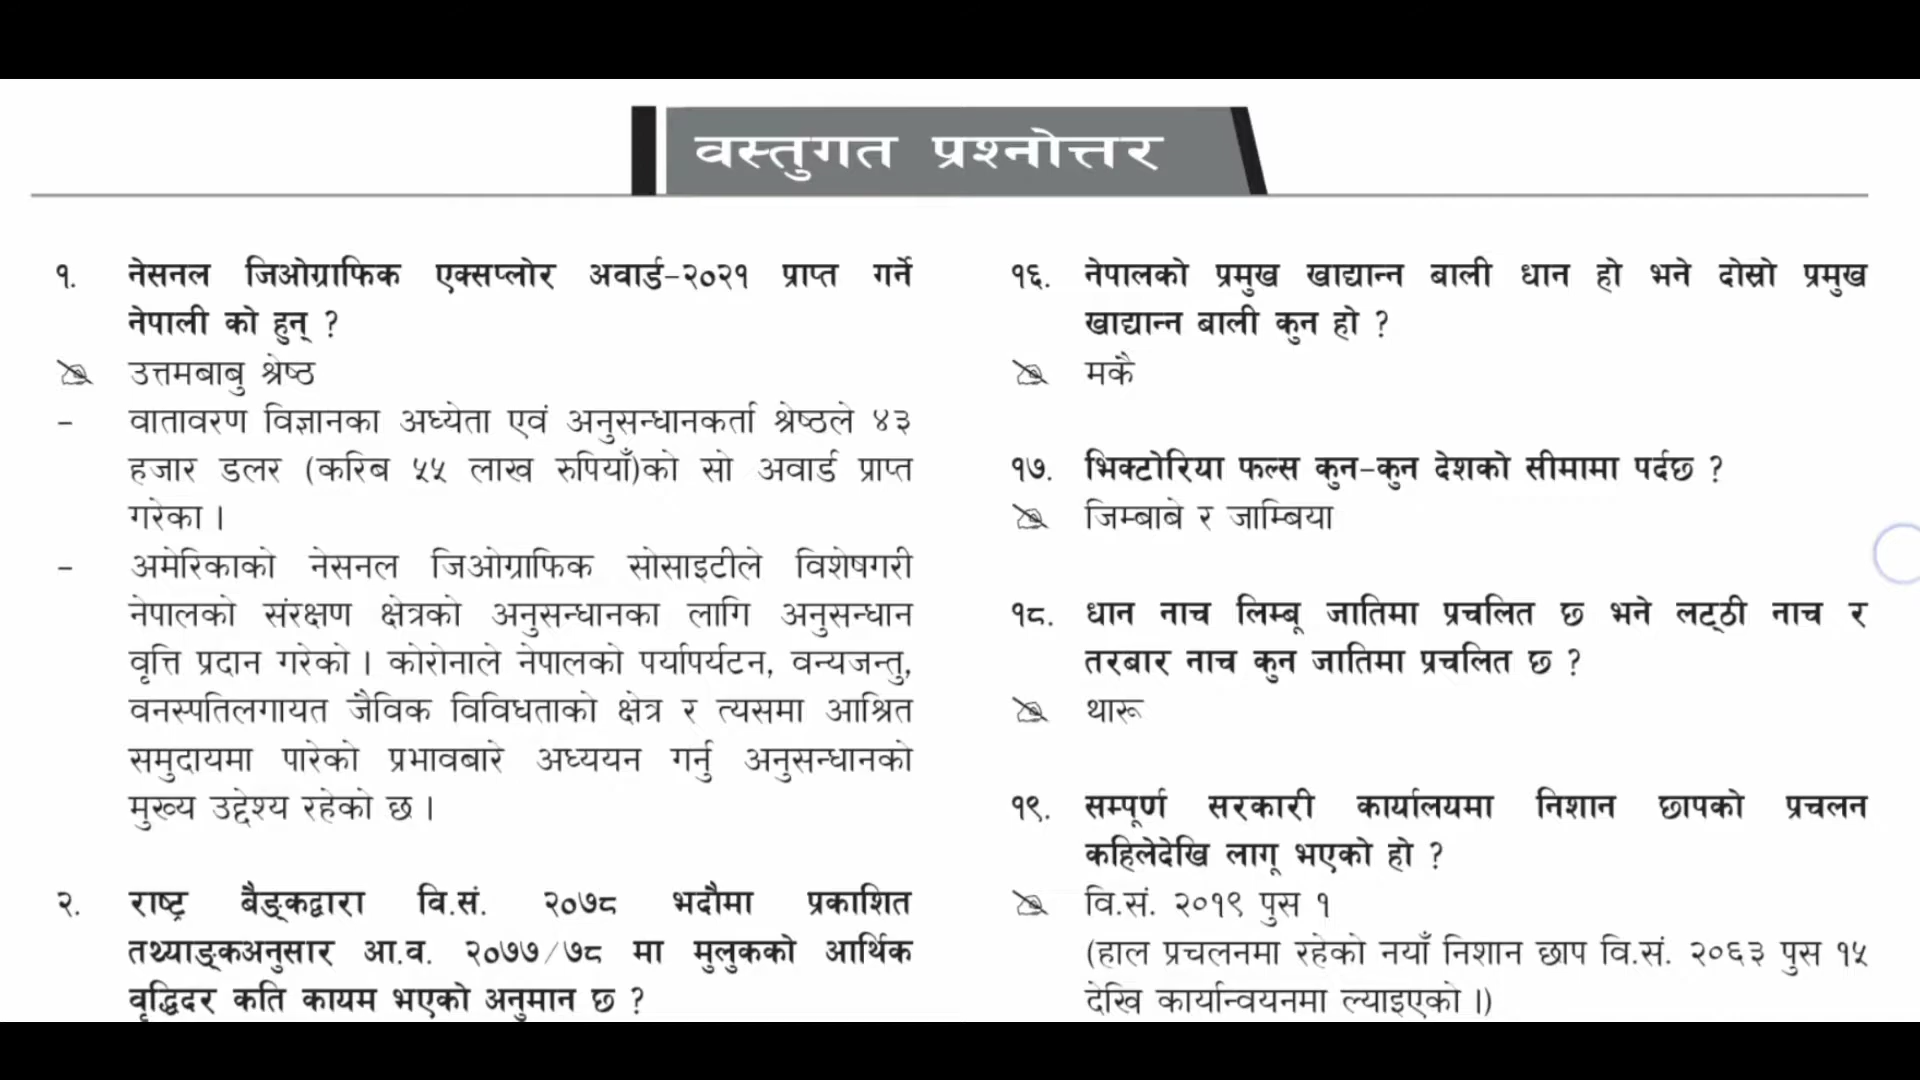 वस्तुगत प्रश्नोत्तर
१. नेसनल जिओग्राफिक एक्सप्लोर अवार्ड-२०२१ प्राप्त गर्ने
नेपाली को हुन् ?
उत्तमबाबु श्रेष्ठ
- वातावरण विज्ञानका अध्येता एवं अनुसन्धानकर्ता श्रेष्ठले ४३
हजार डलर (करिब ५५ लाख रुपियाँ)को सो अवार्ड प्राप्त
गरेका ।
- अमेरिकाको नेसनल जिओग्राफिक सोसाइटीले विशेषगरी
नेपालको संरक्षण क्षेत्रको अनुसन्धानका लागि अनुसन्धान
वृत्ति प्रदान गरेको । कोरोनाले नेपालको पर्यापर्यटन, वन्यजन्तु,
वनस्पतिलगायत जैविक विविधताको क्षेत्र र त्यसमा आश्रित
समुदायमा पारेको प्रभावबारे अध्ययन गर्नु अनुसन्धानको
मुख्य उद्देश्य रहेको छ ।
२. राष्ट्र बैङ्कद्वारा वि.सं. २०७८ भदौमा प्रकाशित
तथ्याङ्कअनुसार आ.व. २०७७/७८ मा मुलुकको आर्थिक
वृद्धिदर कति कायम भएको अनुमान छ ?
१६. नेपालको प्रमुख खाद्यान्न बाली धान हो भने दोस्रो प्रमुख
खाद्यान्न बाली कुन हो ?
मकै
१७. भिक्टोरिया फल्स कुन-कुन देशको सीमामा पर्दछ ?
जिम्बाबे र जाम्बिया
१८. धान नाच लिम्बू जातिमा प्रचलित छ भने लट्ठी नाच र
तरबार नाच कुन जातिमा प्रचलित छ ?
थारू
१९. सम्पूर्ण सरकारी कार्यालयमा निशान छापको प्रचलन
कहिलेदेखि लागू भएको हो ?
वि.सं. २०१९ पुस १
(हाल प्रचलनमा रहेको नयाँ निशान छाप वि.सं. २०६३ पुस १५
देखि कार्यान्वयनमा ल्याइएको ।)